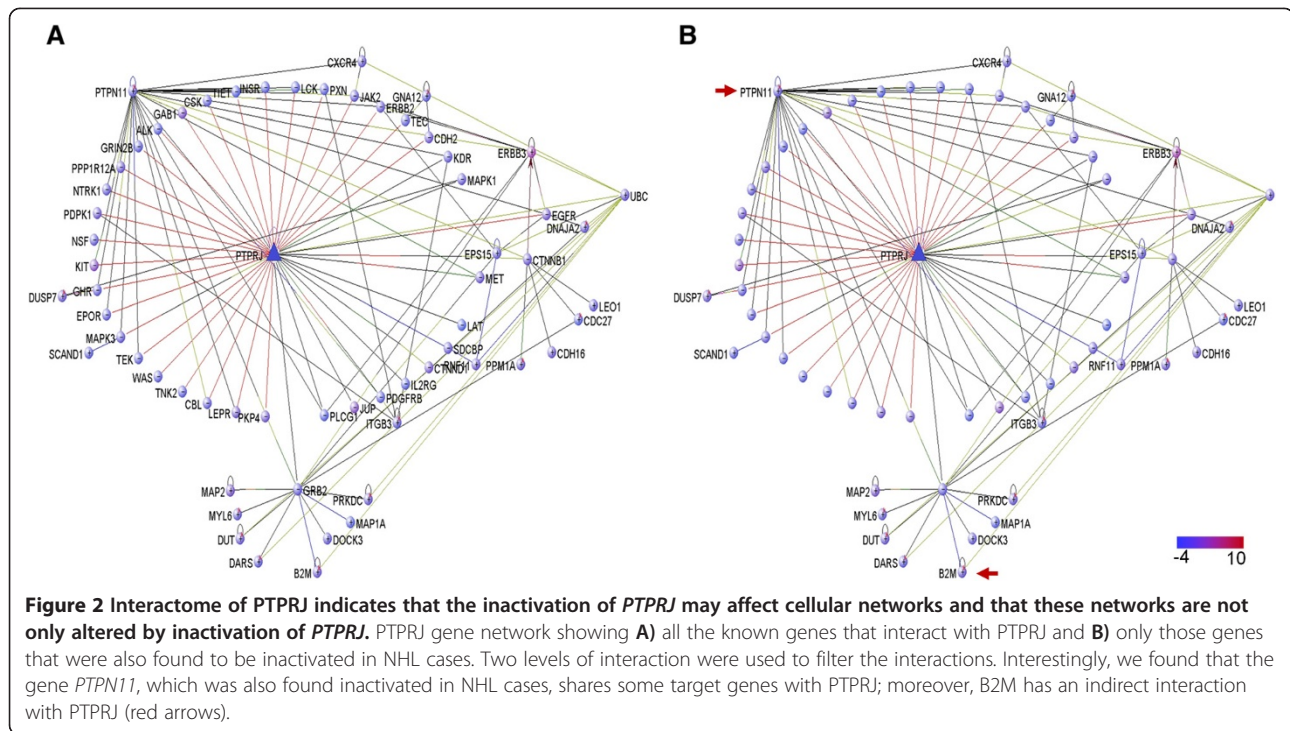 A
B
CXCR4
PTPN11
TIE1
INSR
LCK
PXN
JAK2
GNA12
CSK
GAB1
ERBB2
TEC
ALK
CDH2
GRIN2B
ERBB3
KDR
PPP1R12A
MAPK1
NTRK1
UBC
PDPK1
EGFR
DNAJA2
NSF
PTPRJ
EPS15
CTNNB1
KIT
MET
GHR
DUSP7
LEO1
EPOR
CDC27
LAT
MAPK3
SCAND1
SDCBP
CDH16
TEK
RNF11
PPM1A
CTNND1
WAS
IL2RG
TNK2
PDGFRB
CBL
JUP
LEPR
PKP4
PLCG1
ITGB3
GRB2
MAP2
PRKDC
MYL6
MAP1A
DUT
DOCK3
DARS
B2M
CXCR4
PTPN11
GNA12
ERBB3
DNAJA2
PTPRJ
EPS15
DUSP7
LEO1
CDC27
SCAND1
CDH16
RNF11
PPM1A
ITGB3
MAP2
PRKDC
MYL6
MAP1A
DUT
DOCK3
DARS
B2M
-4 10
Figure 2 Interactome of PTPRJ indicates that the inactivation of PTPRJ may affect cellular networks and that these networks are not
only altered by inactivation of PTPRJ. PTPRJ gene network showing A) all the known genes that interact with PTPRJ and B) only those genes
that were also found to be inactivated in NHL cases. Two levels of interaction were used to filter the interactions. Interestingly, we found that the
gene PTPN11, which was also found inactivated in NHL cases, shares some target genes with PTPRJ; moreover, B2M has an indirect interaction
with PTPRJ (red arrows).